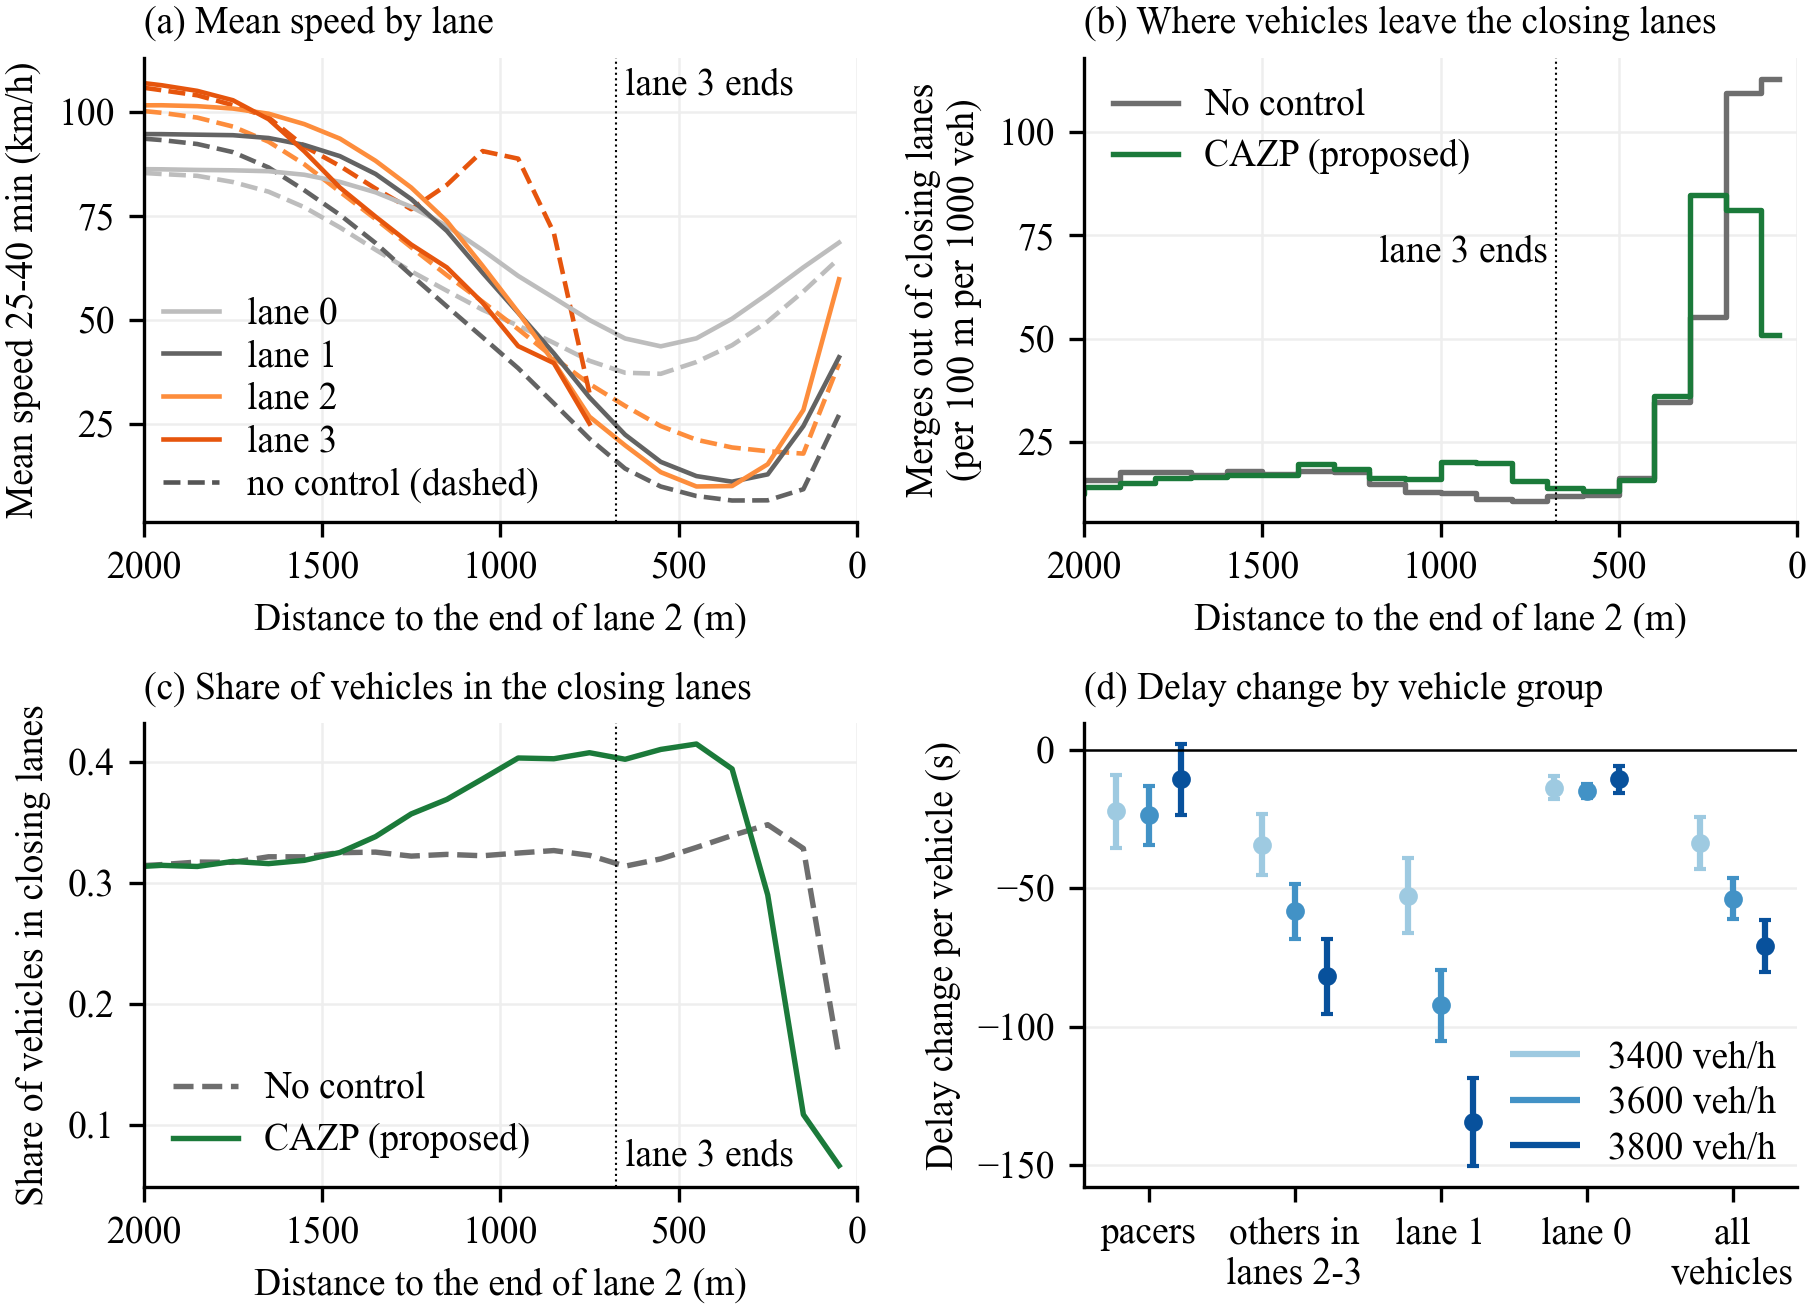 (a) Mean speed by lane
Mean speed 25-40 min (km/h)
100
75
50
25
lane 3 ends
lane 0
lane 1
lane 2
lane 3
no control (dashed)
2000
1500
1000
500
0
Distance to the end of lane 2 (m)
(b) Where vehicles leave the closing lanes
Merges out of closing lanes
(per 100 m per 1000 veh)
100
75
50
25
No control
CAZP (proposed)
lane 3 ends
2000
1500
1000
500
0
Distance to the end of lane 2 (m)
(c) Share of vehicles in the closing lanes
Share of vehicles in closing lanes
0.4
0.3
0.2
0.1
No control
CAZP (proposed)
lane 3 ends
2000
1500
1000
500
0
Distance to the end of lane 2 (m)
(d) Delay change by vehicle group
Delay change per vehicle (s)
0
−50
−100
−150
3400 veh/h
3600 veh/h
3800 veh/h
pacers
others in
lanes 2-3
lane 1
lane 0
all
vehicles